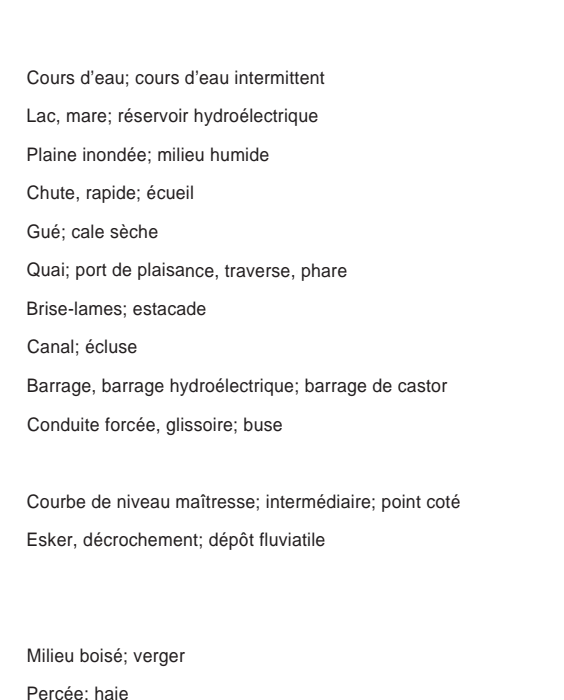 Cours d’eau; cours d’eau intermittent
Lac, mare; réservoir hydroélectrique
Plaine inondée; milieu humide
Chute, rapide; écueil
Gué; cale sèche
Quai; port de plaisance, traverse, phare
Brise-lames; estacade
Canal; écluse
Barrage, barrage hydroélectrique; barrage de castor
Conduite forcée, glissoire; buse
Courbe de niveau maîtresse; intermédiaire; point coté
Esker, décrochement; dépôt fluviatile
Milieu boisé; verger
Percée; haie